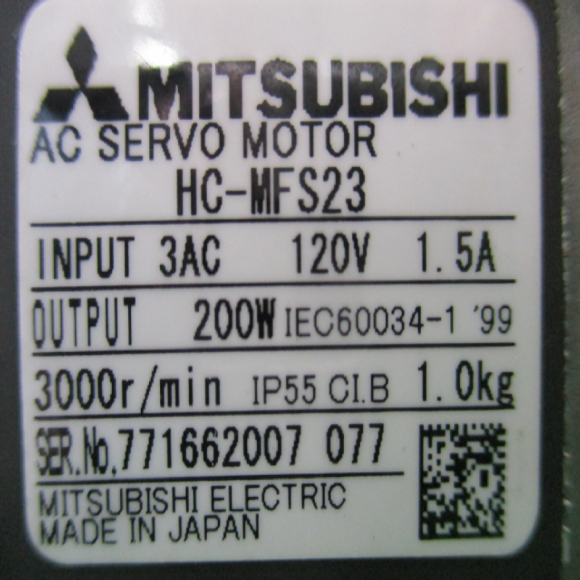 MITSUBISHI
AC SERVO MOTOR
HC-MFS23
INPUT 3AC 120V 1.5A
OUTPUT 200W IEC60034-1 '99
3000r/min IP55 CI.B 1.0kg
SER.No.771662007 077
MITSUBISHI ELECTRIC
MADE IN JAPAN